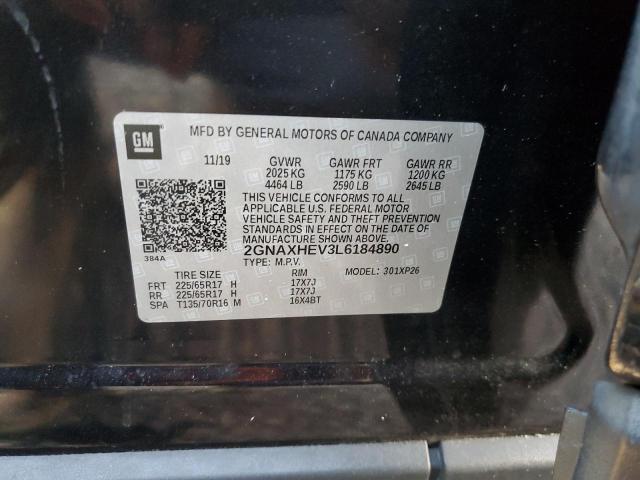 GM
MFD BY GENERAL MOTORS OF CANADA COMPANY
11/19 GVWR GAWR FRT GAWR RR
2025 KG 1175 KG 1200 KG
4464 LB 2590 LB 2645 LB
THIS VEHICLE CONFORMS TO ALL
APPLICABLE U.S. FEDERAL MOTOR
VEHICLE SAFETY AND THEFT PREVENTION
STANDARDS IN EFFECT ON THE DATE OF
MANUFACTURE SHOWN ABOVE.
384A
2GNAXHEV3L6184890
TYPE: M.P.V. MODEL: 301XP26
TIRE SIZE RIM
FRT 225/65R17 H 17X7J
RR 225/65R17 H 17X7J
SPA T135/70R16 M 16X4BT